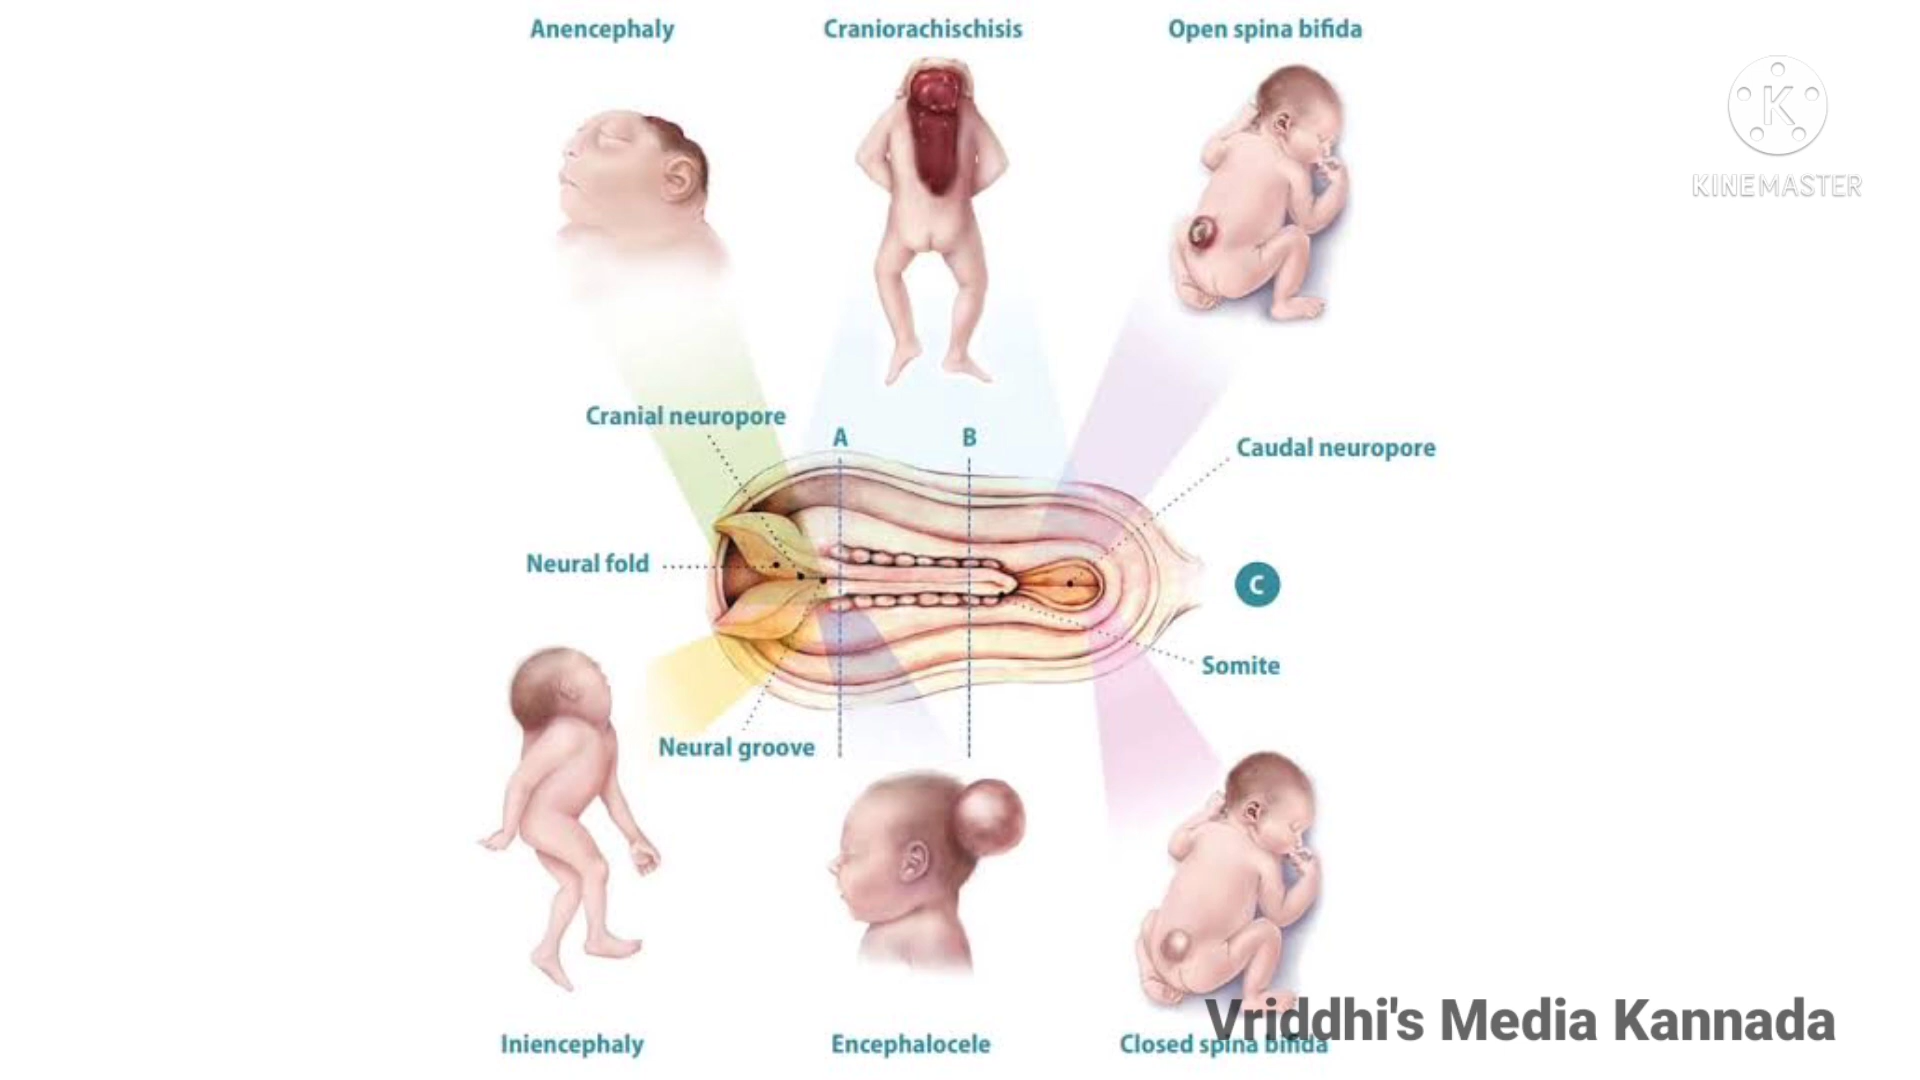 Anencephaly
Craniorachischisis
Open spina bifida
K
KINEMASTER
Cranial neuropore
A
B
Caudal neuropore
Neural fold
C
Somite
Neural groove
Vriddhi's Media Kannada
Iniencephaly
Encephalocele
Closed spina bifida